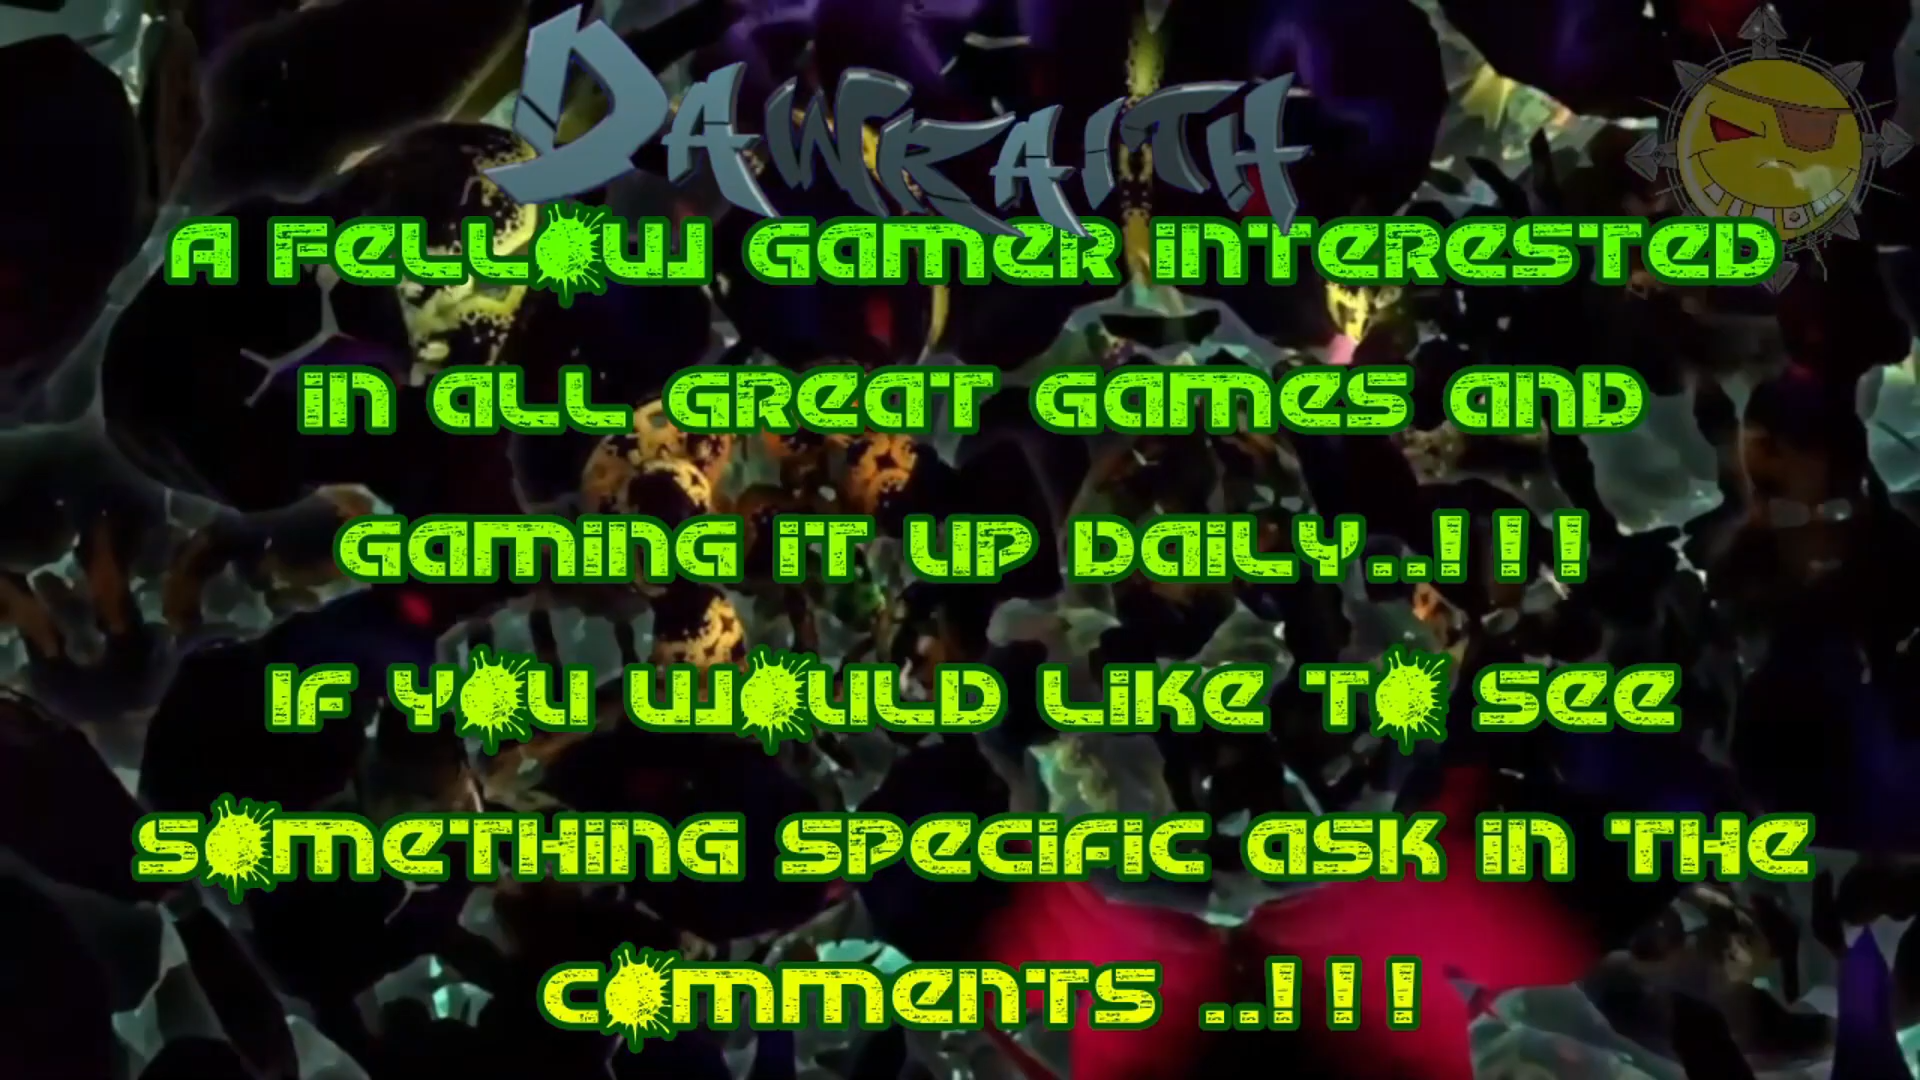 DAWRAITH
A FELLOW GAMER INTERESTED
IN ALL GREAT GAMES AND
GAMING IT UP DAILY..!!!
IF YOU WOULD LIKE TO SEE
SOMETHING SPECIFIC ASK IN THE
COMMENTS ..!!!